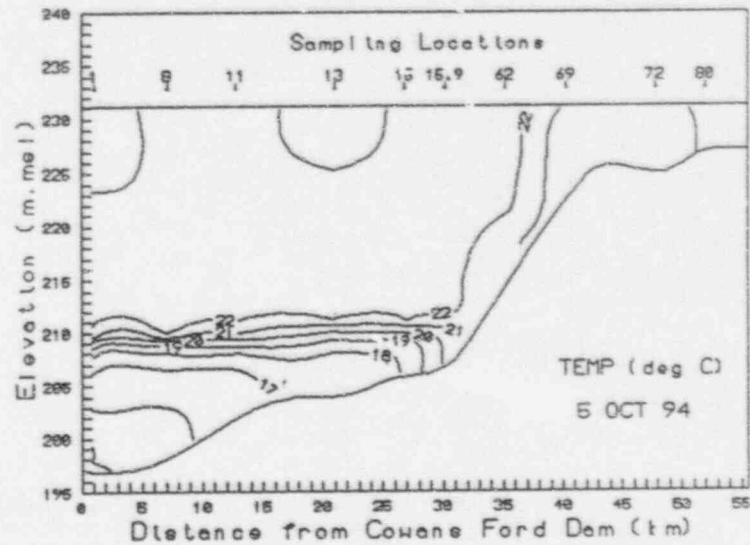 240
Sampling Locations
1 8 11 13 15 15.9 62 69 72 80
235
230
225
220
215
210
205
200
195
Elevation (m.msl)
22
22 22
21 21
20 20
19 19
18
17
TEMP (deg C)
5 OCT 94
0 5 10 15 20 25 30 35 40 45 50 55
Distance from Cowans Ford Dam (km)